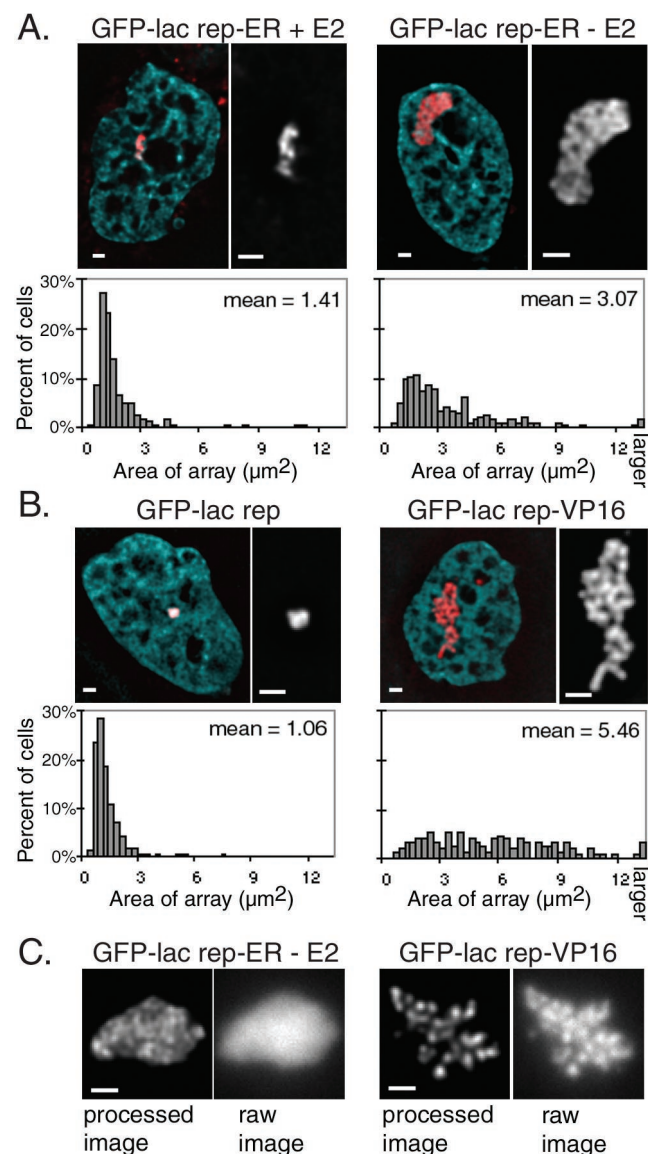 A.
GFP-lac rep-ER + E2 GFP-lac rep-ER - E2
30%
20%
10%
0%
Percent of cells
mean = 1.41
0 3 6 9 12
Area of array (µm²)
mean = 3.07
0 3 6 9 12
larger
Area of array (µm²)
B.
GFP-lac rep GFP-lac rep-VP16
30%
20%
10%
0%
Percent of cells
mean = 1.06
0 3 6 9 12
Area of array (µm²)
mean = 5.46
0 3 6 9 12
larger
Area of array (µm²)
C.
GFP-lac rep-ER - E2 GFP-lac rep-VP16
processed raw processed raw
image image image image